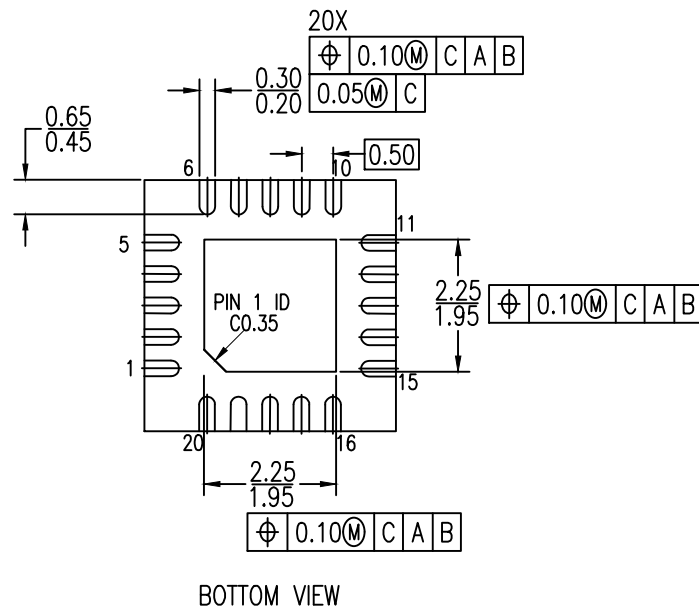 20X
⌖ 0.10Ⓜ C A B
0.05Ⓜ C
0.30
0.20
0.65
0.45
0.50
6
10
5
11
PIN 1 ID
C0.35
2.25
1.95
⌖ 0.10Ⓜ C A B
1
15
20
16
2.25
1.95
⌖ 0.10Ⓜ C A B
BOTTOM VIEW